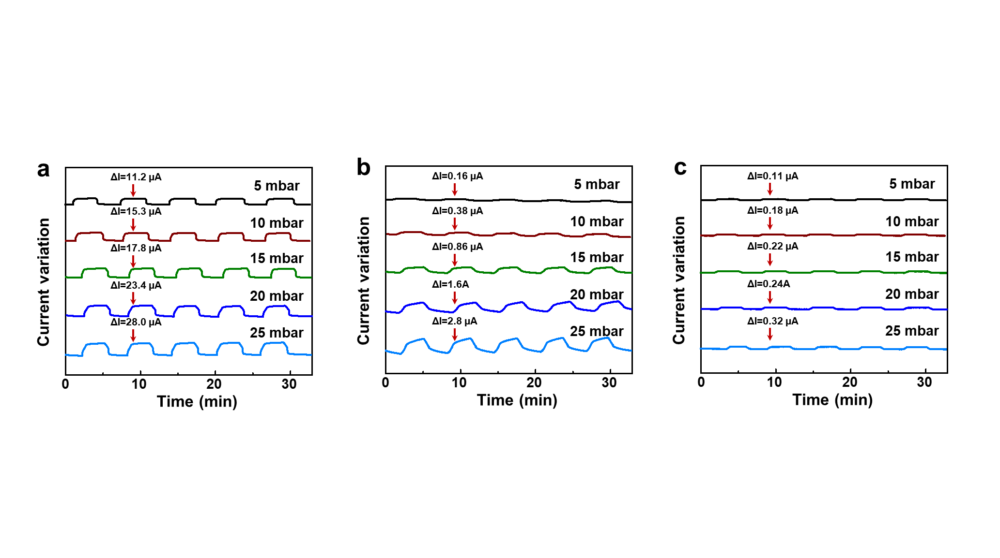 a
ΔI=11.2 µA
5 mbar
ΔI=15.3 µA
10 mbar
ΔI=17.8 µA
15 mbar
ΔI=23.4 µA
20 mbar
ΔI=28.0 µA
25 mbar
Current variation
0 10 20 30
Time (min)
b
ΔI=0.16 µA
5 mbar
ΔI=0.38 µA
10 mbar
ΔI=0.86 µA
15 mbar
ΔI=1.6A
20 mbar
ΔI=2.8 µA
25 mbar
Current variation
0 10 20 30
Time (min)
c
ΔI=0.11 µA
5 mbar
ΔI=0.18 µA
10 mbar
ΔI=0.22 µA
15 mbar
ΔI=0.24A
20 mbar
ΔI=0.32 µA
25 mbar
Current variation
0 10 20 30
Time (min)